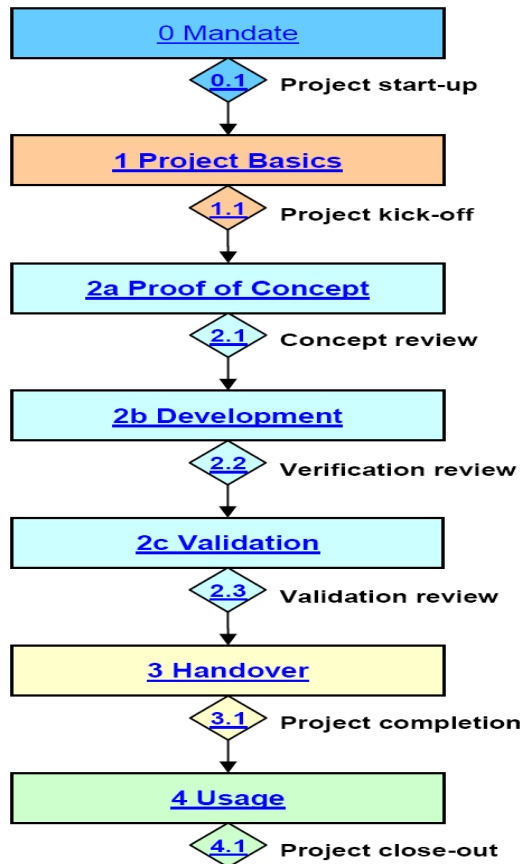 0 Mandate
0.1 Project start-up
1 Project Basics
1.1 Project kick-off
2a Proof of Concept
2.1 Concept review
2b Development
2.2 Verification review
2c Validation
2.3 Validation review
3 Handover
3.1 Project completion
4 Usage
4.1 Project close-out